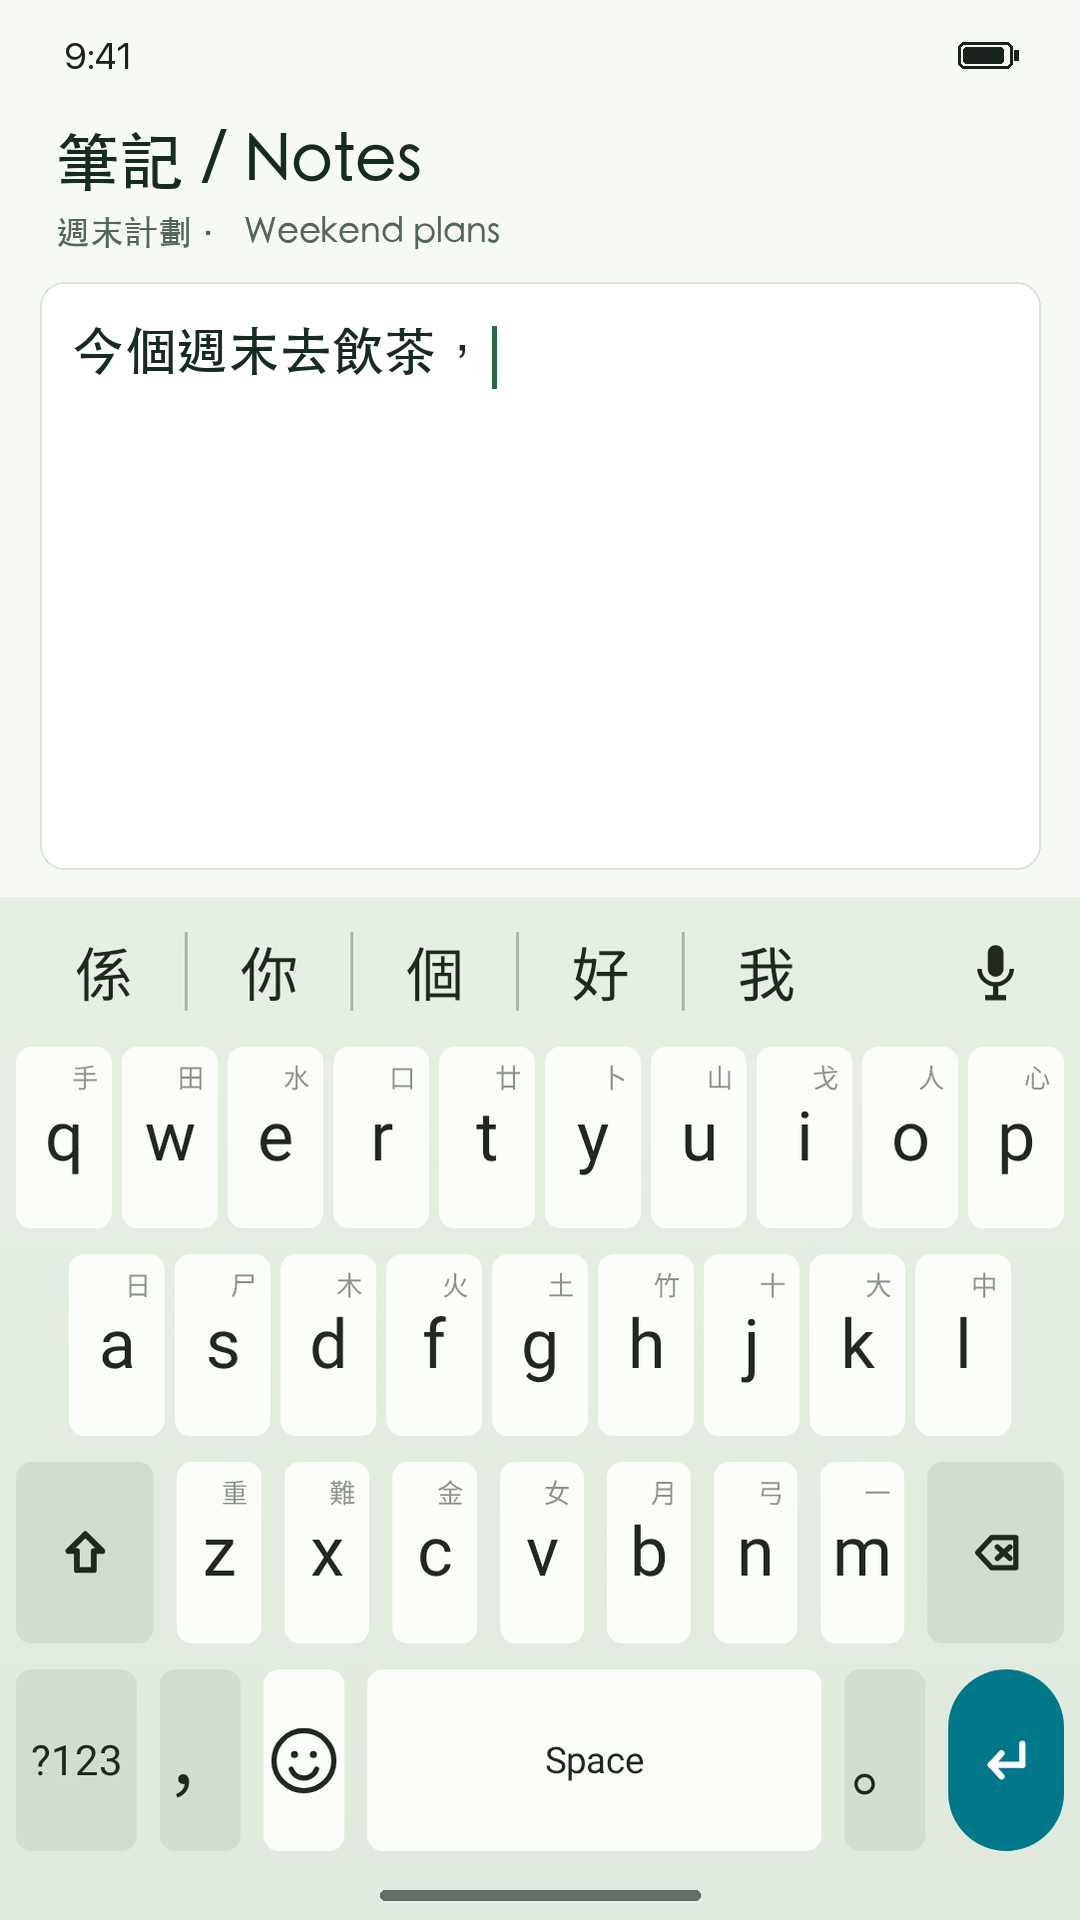 9:41
筆記 / Notes
週末計劃 · Weekend plans
今個週末去飲茶，
係 你 個 好 我
手 田 水 口 廿 卜 山 戈 人 心
q w e r t y u i o p
日 尸 木 火 土 竹 十 大 中
a s d f g h j k l
重 難 金 女 月 弓 一
z x c v b n m
?123 , Space 。